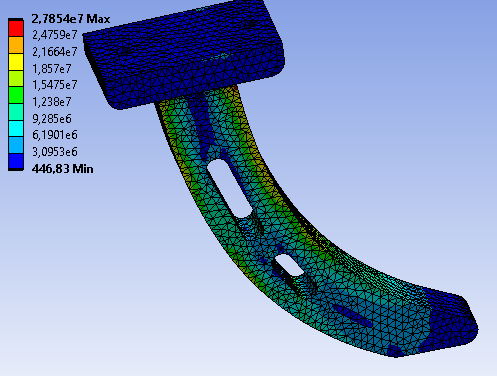 2,7854e7 Max
2,4759e7
2,1664e7
1,857e7
1,5475e7
1,238e7
9,285e6
6,1901e6
3,0953e6
446,83 Min